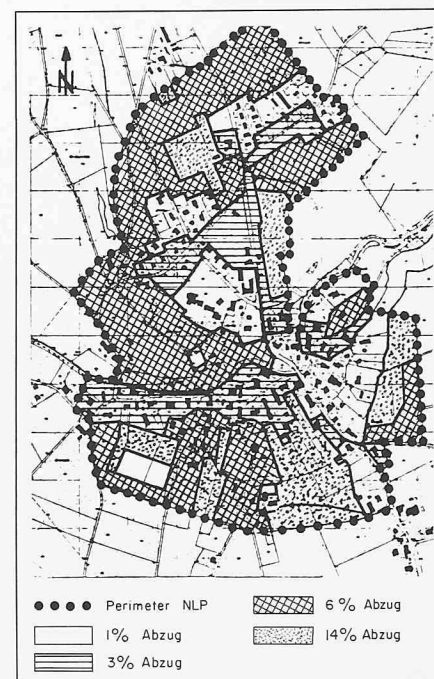 N
Perimeter NLP
1% Abzug
3% Abzug
6% Abzug
14% Abzug